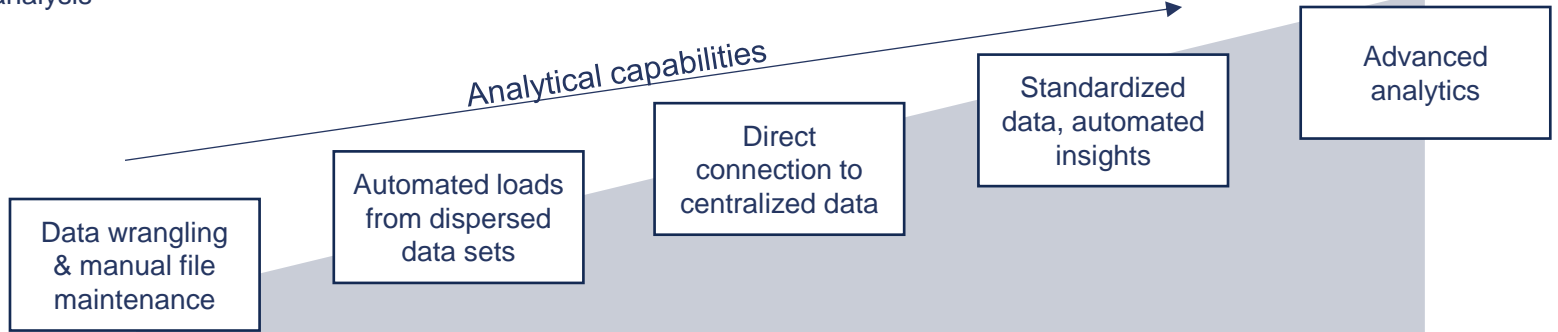 analysis
Analytical capabilities
Data wrangling
& manual file
maintenance
Automated loads
from dispersed
data sets
Direct
connection to
centralized data
Standardized
data, automated
insights
Advanced
analytics